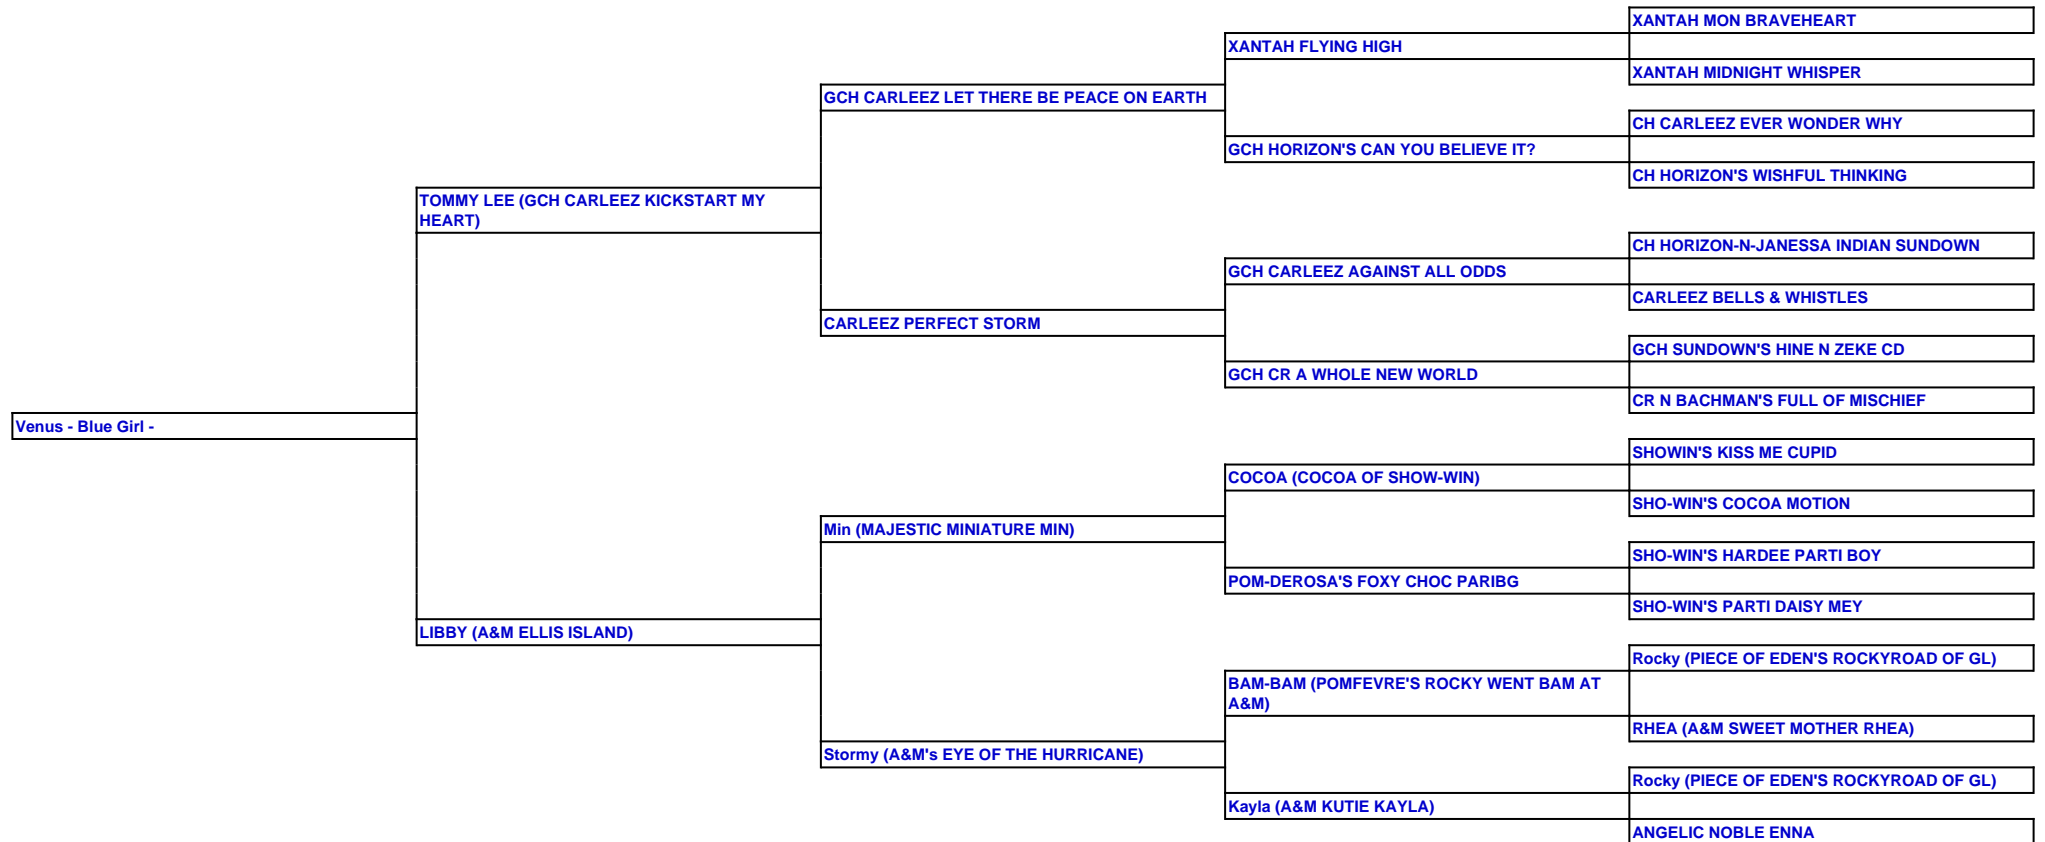 XANTAH MON BRAVEHEART
XANTAH FLYING HIGH
XANTAH MIDNIGHT WHISPER
GCH CARLEEZ LET THERE BE PEACE ON EARTH
CH CARLEEZ EVER WONDER WHY
GCH HORIZON'S CAN YOU BELIEVE IT?
CH HORIZON'S WISHFUL THINKING
TOMMY LEE (GCH CARLEEZ KICKSTART MY
HEART)
CH HORIZON-N-JANESSA INDIAN SUNDOWN
GCH CARLEEZ AGAINST ALL ODDS
CARLEEZ BELLS & WHISTLES
CARLEEZ PERFECT STORM
GCH SUNDOWN'S HINE N ZEKE CD
GCH CR A WHOLE NEW WORLD
CR N BACHMAN'S FULL OF MISCHIEF
Venus - Blue Girl -
SHOWIN'S KISS ME CUPID
COCOA (COCOA OF SHOW-WIN)
SHO-WIN'S COCOA MOTION
Min (MAJESTIC MINIATURE MIN)
SHO-WIN'S HARDEE PARTI BOY
POM-DEROSA'S FOXY CHOC PARIBG
SHO-WIN'S PARTI DAISY MEY
LIBBY (A&M ELLIS ISLAND)
Rocky (PIECE OF EDEN'S ROCKYROAD OF GL)
BAM-BAM (POMFEVRE'S ROCKY WENT BAM AT
A&M)
RHEA (A&M SWEET MOTHER RHEA)
Stormy (A&M's EYE OF THE HURRICANE)
Rocky (PIECE OF EDEN'S ROCKYROAD OF GL)
Kayla (A&M KUTIE KAYLA)
ANGELIC NOBLE ENNA